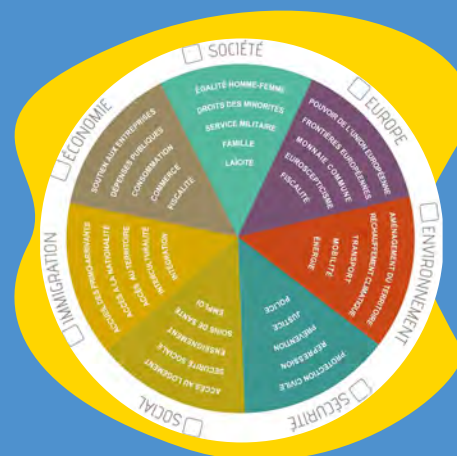 SOCIÉTÉ
ÉGALITÉ HOMME-FEMME
DROITS DES MINORITÉS
SERVICE MILITAIRE
FAMILLE
LAÏCITÉ
EUROPE
POUVOIR DE L'UNION EUROPÉENNE
FRONTIÈRES EUROPÉENNES
MONNAIE COMMUNE
EUROSCEPTICISME
FISCALITÉ
ENVIRONNEMENT
AMÉNAGEMENT DU TERRITOIRE
RÉCHAUFFEMENT CLIMATIQUE
TRANSPORT
MOBILITÉ
ÉNERGIE
SÉCURITÉ
PROTECTION CIVILE
RÉPRESSION
PRÉVENTION
JUSTICE
POLICE
SOCIAL
ACCÈS AU LOGEMENT
SÉCURITÉ SOCIALE
ENSEIGNEMENT
SOINS DE SANTÉ
EMPLOI
IMMIGRATION
ACCUEIL DES PRIMO-ARRIVANTS
ACCÈS À LA NATIONALITÉ
ACCÈS AU TERRITOIRE
INTERCULTURALITÉ
INTÉGRATION
ÉCONOMIE
SOUTIEN AUX ENTREPRISES
DÉPENSES PUBLIQUES
CONSOMMATION
COMMERCE
FISCALITÉ